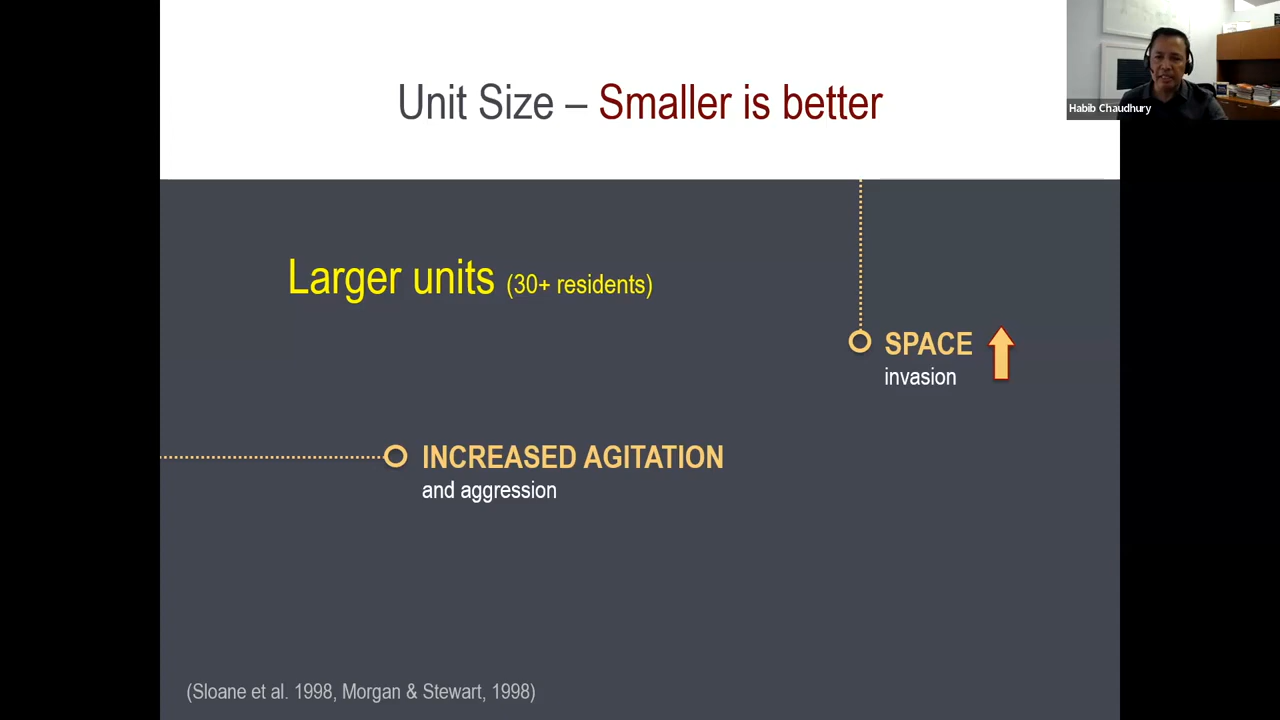 Unit Size – Smaller is better
Habib Chaudhury
Larger units (30+ residents)
SPACE
invasion
INCREASED AGITATION
and aggression
(Sloane et al. 1998, Morgan & Stewart, 1998)